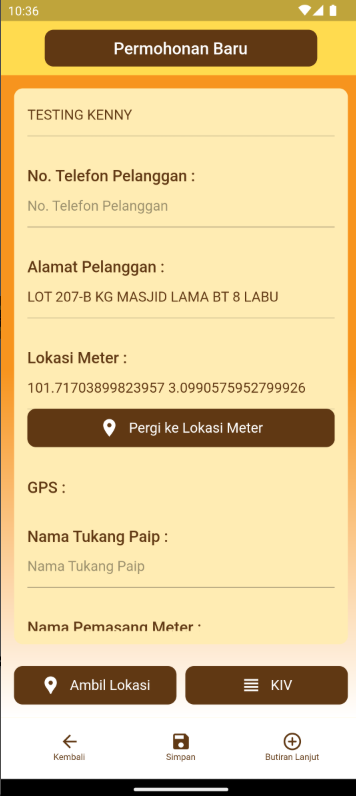 10:36
Permohonan Baru
TESTING KENNY
No. Telefon Pelanggan :
No. Telefon Pelanggan
Alamat Pelanggan :
LOT 207-B KG MASJID LAMA BT 8 LABU
Lokasi Meter :
101.71703899823957 3.0990575952799926
Pergi ke Lokasi Meter
GPS :
Nama Tukang Paip :
Nama Tukang Paip
Nama Pemasang Meter :
Ambil Lokasi
KIV
Kembali
Simpan
Butiran Lanjut